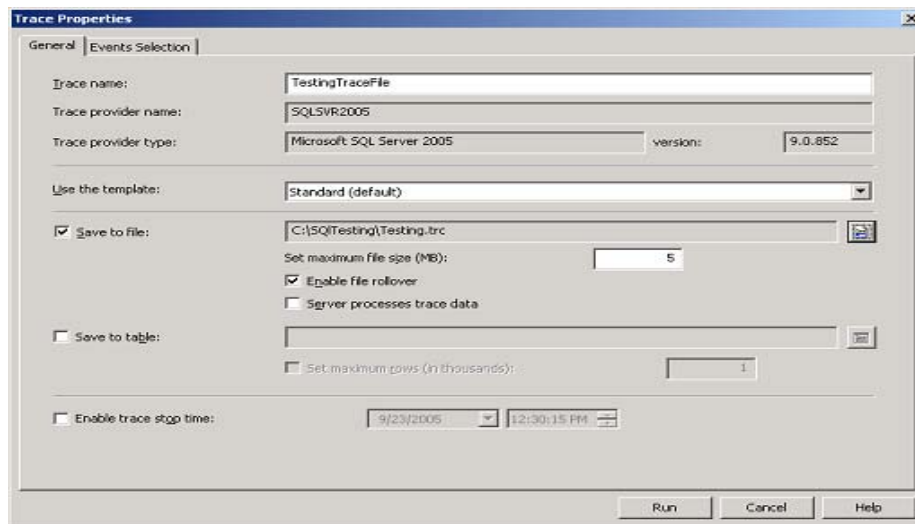 Trace Properties
General Events Selection
Trace name: TestingTraceFile
Trace provider name: SQLSVR2005
Trace provider type: Microsoft SQL Server 2005 version: 9.0.852
Use the template: Standard (default)
Save to file: C:\SQlTesting\Testing.trc
Set maximum file size (MB): 5
Enable file rollover
Server processes trace data
Save to table:
Set maximum rows (in thousands): 1
Enable trace stop time: 9/23/2005 12:30:15 PM
Run Cancel Help